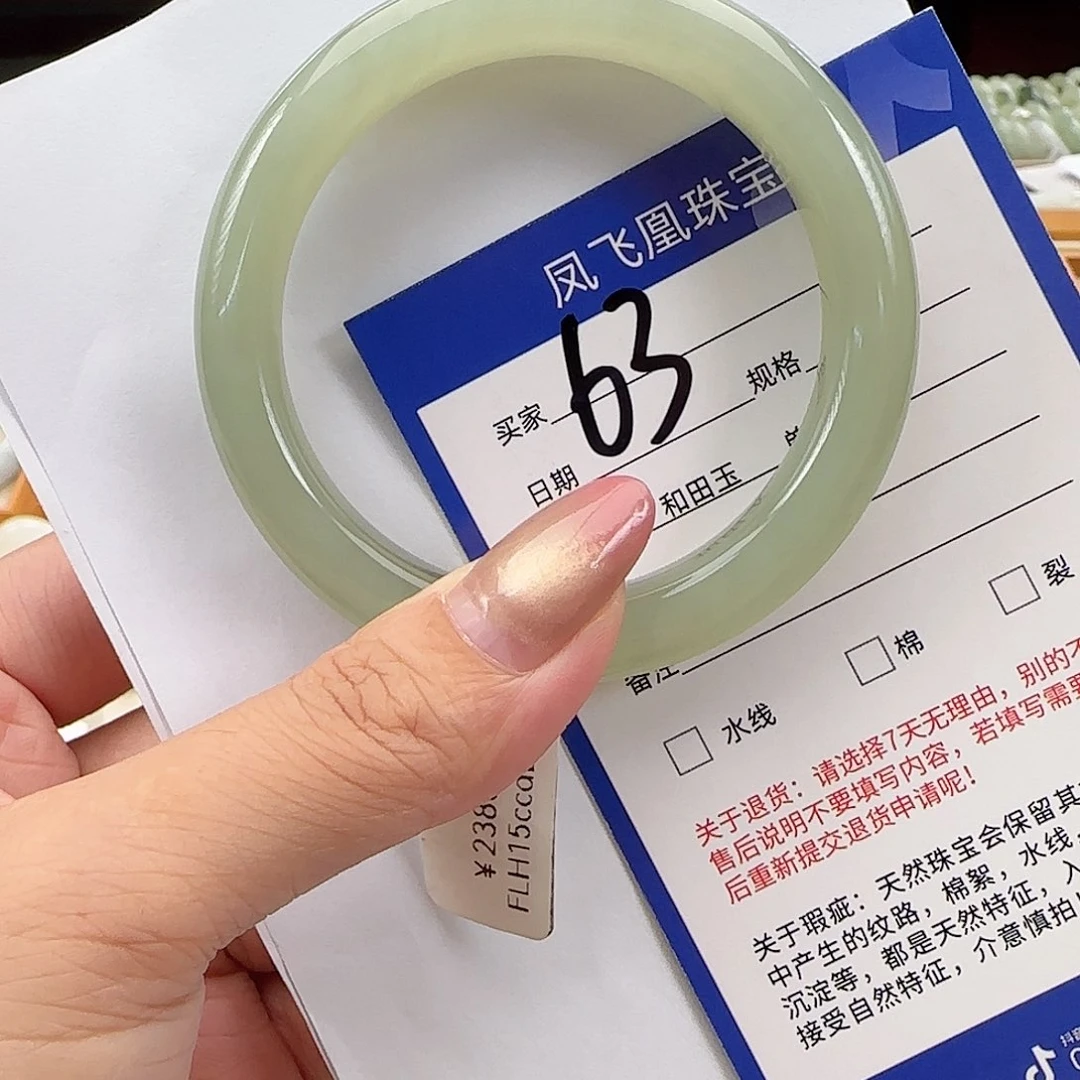 凤飞凰珠宝
63
买家
规格
日期
和田玉
备注
裂
棉
水线
关于退货：请选择7天无理由，别的不
售后说明不要填写内容，若填写需要
后重新提交退货申请呢！
关于瑕疵：天然珠宝会保留其
中产生的纹路，棉絮，水线
沉淀等，都是天然特征，入
接受自然特征，介意慎拍
¥238
FLH15cca